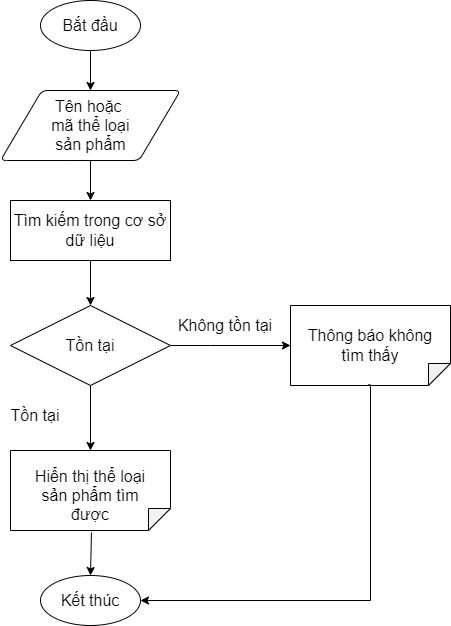 Bắt đầu
Tên hoặc
mã thể loại
sản phẩm
Tìm kiếm trong cơ sở
dữ liệu
Tồn tại
Không tồn tại
Thông báo không
tìm thấy
Tồn tại
Hiển thị thể loại
sản phẩm tìm
được
Kết thúc